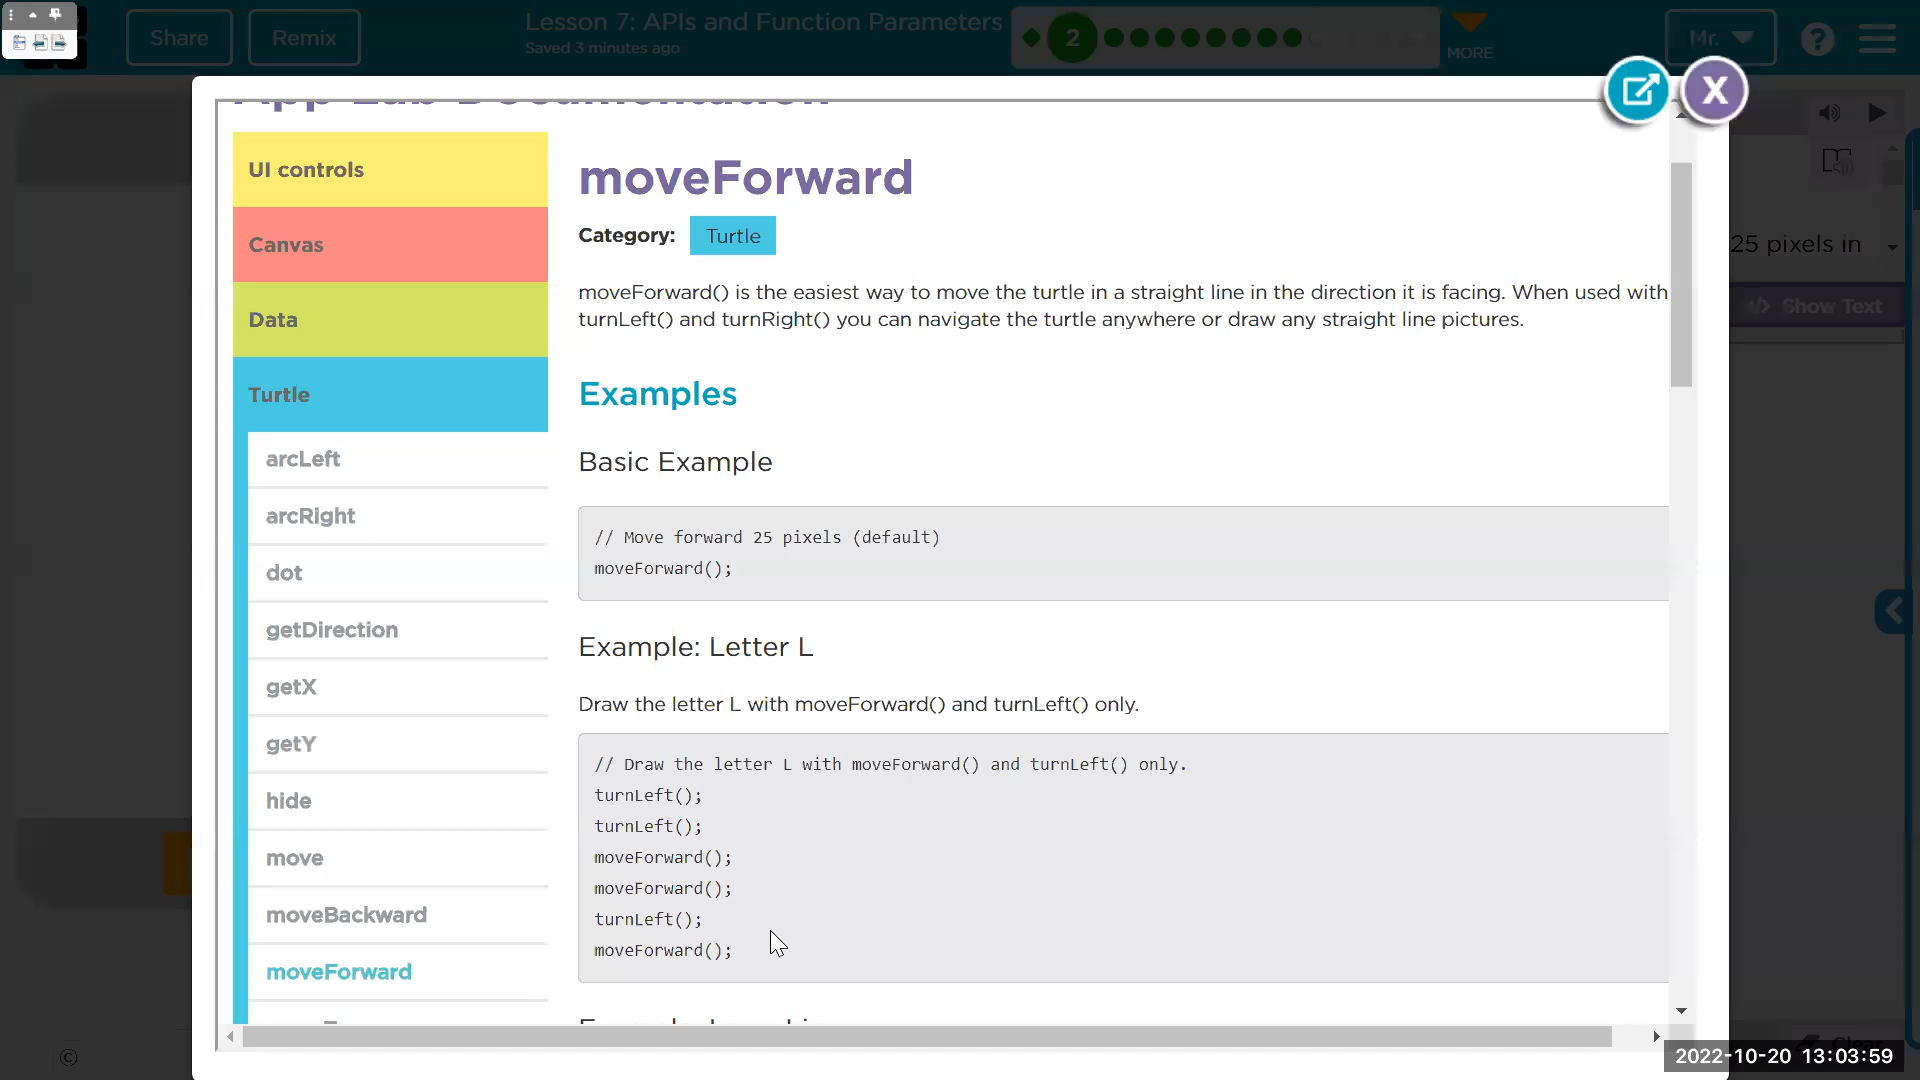 Share
Remix
Lesson 7: APIs and Function Parameters
Saved 3 minutes ago
2
MORE
Mr.
?
X
App Lab Documentation
UI controls
Canvas
Data
Turtle
arcLeft
arcRight
dot
getDirection
getX
getY
hide
move
moveBackward
moveForward
moveForward
Category: Turtle
moveForward() is the easiest way to move the turtle in a straight line in the direction it is facing. When used with
turnLeft() and turnRight() you can navigate the turtle anywhere or draw any straight line pictures.
Examples
Basic Example
// Move forward 25 pixels (default)
moveForward();
Example: Letter L
Draw the letter L with moveForward() and turnLeft() only.
// Draw the letter L with moveForward() and turnLeft() only.
turnLeft();
turnLeft();
moveForward();
moveForward();
turnLeft();
moveForward();
25 pixels in
Show Text
©
Clear
2022-10-20 13:03:59